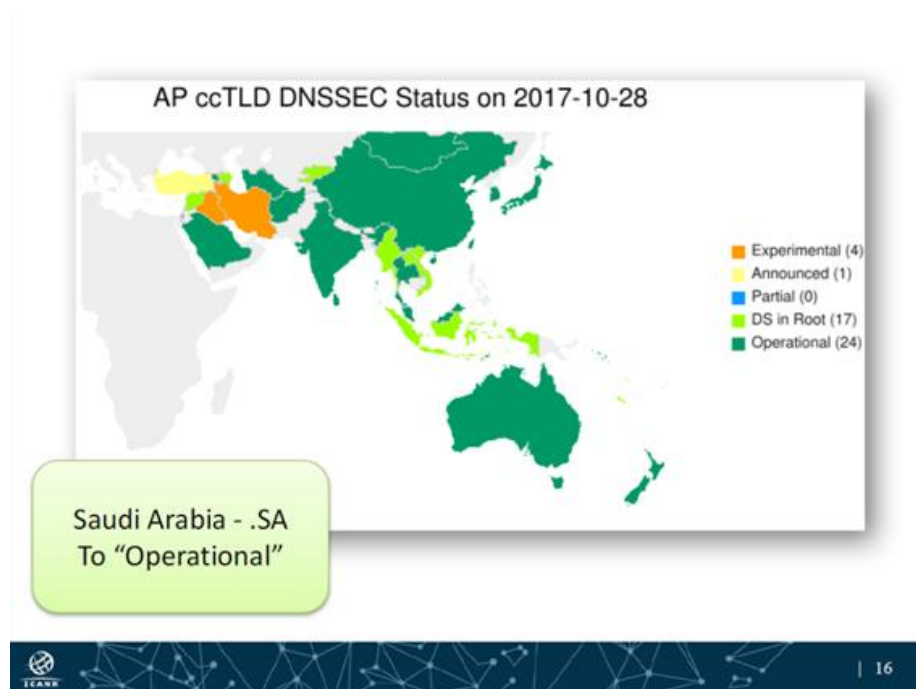 AP ccTLD DNSSEC Status on 2017-10-28
Experimental (4)
Announced (1)
Partial (0)
DS in Root (17)
Operational (24)
Saudi Arabia - .SA
To “Operational”
ICANN
| 16